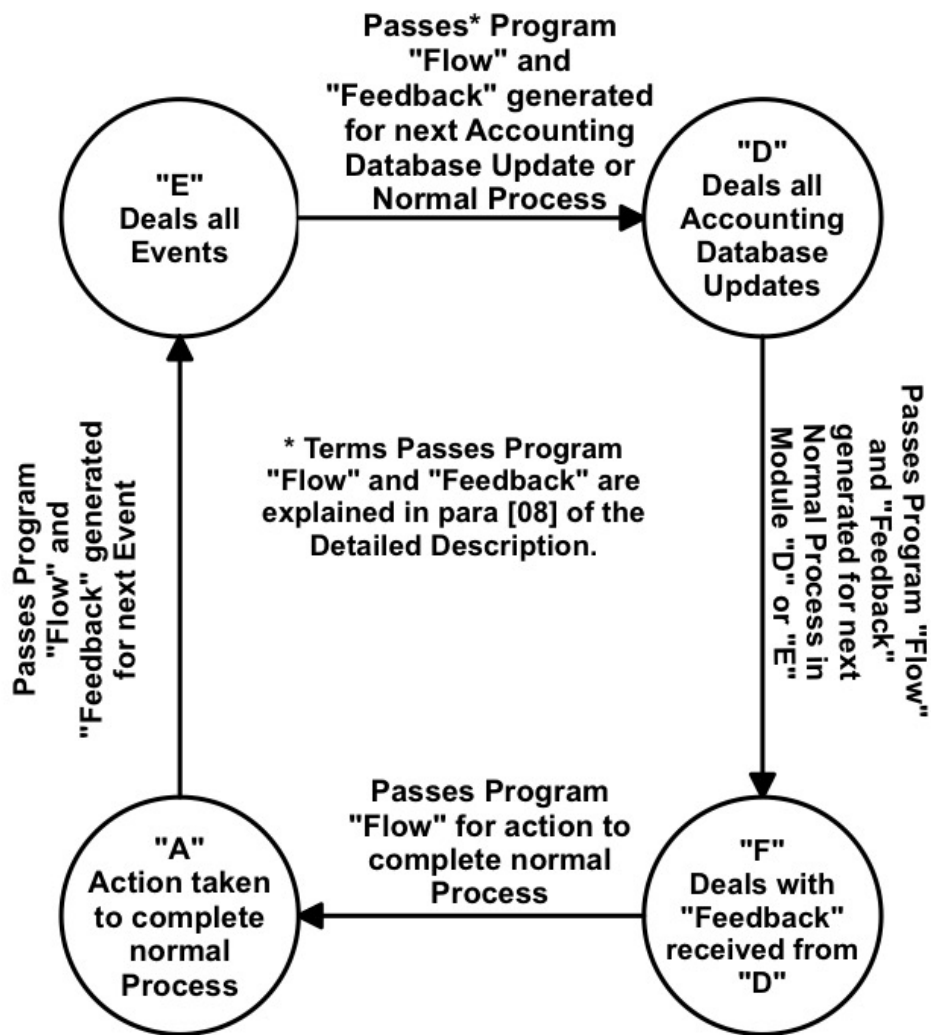 Passes* Program
"Flow" and
"Feedback" generated
for next Accounting
Database Update or
Normal Process
"E"
Deals all
Events
"D"
Deals all
Accounting
Database
Updates
Passes Program
"Flow" and
"Feedback" generated
for next Event
* Terms Passes Program
"Flow" and "Feedback" are
explained in para [08] of the
Detailed Description.
Passes Program "Flow"
and "Feedback"
generated for next
Normal Process in
Module "D" or "E"
Passes Program
"Flow" for action to
complete normal
Process
"A"
Action taken
to complete
normal
Process
"F"
Deals with
"Feedback"
received from
"D"